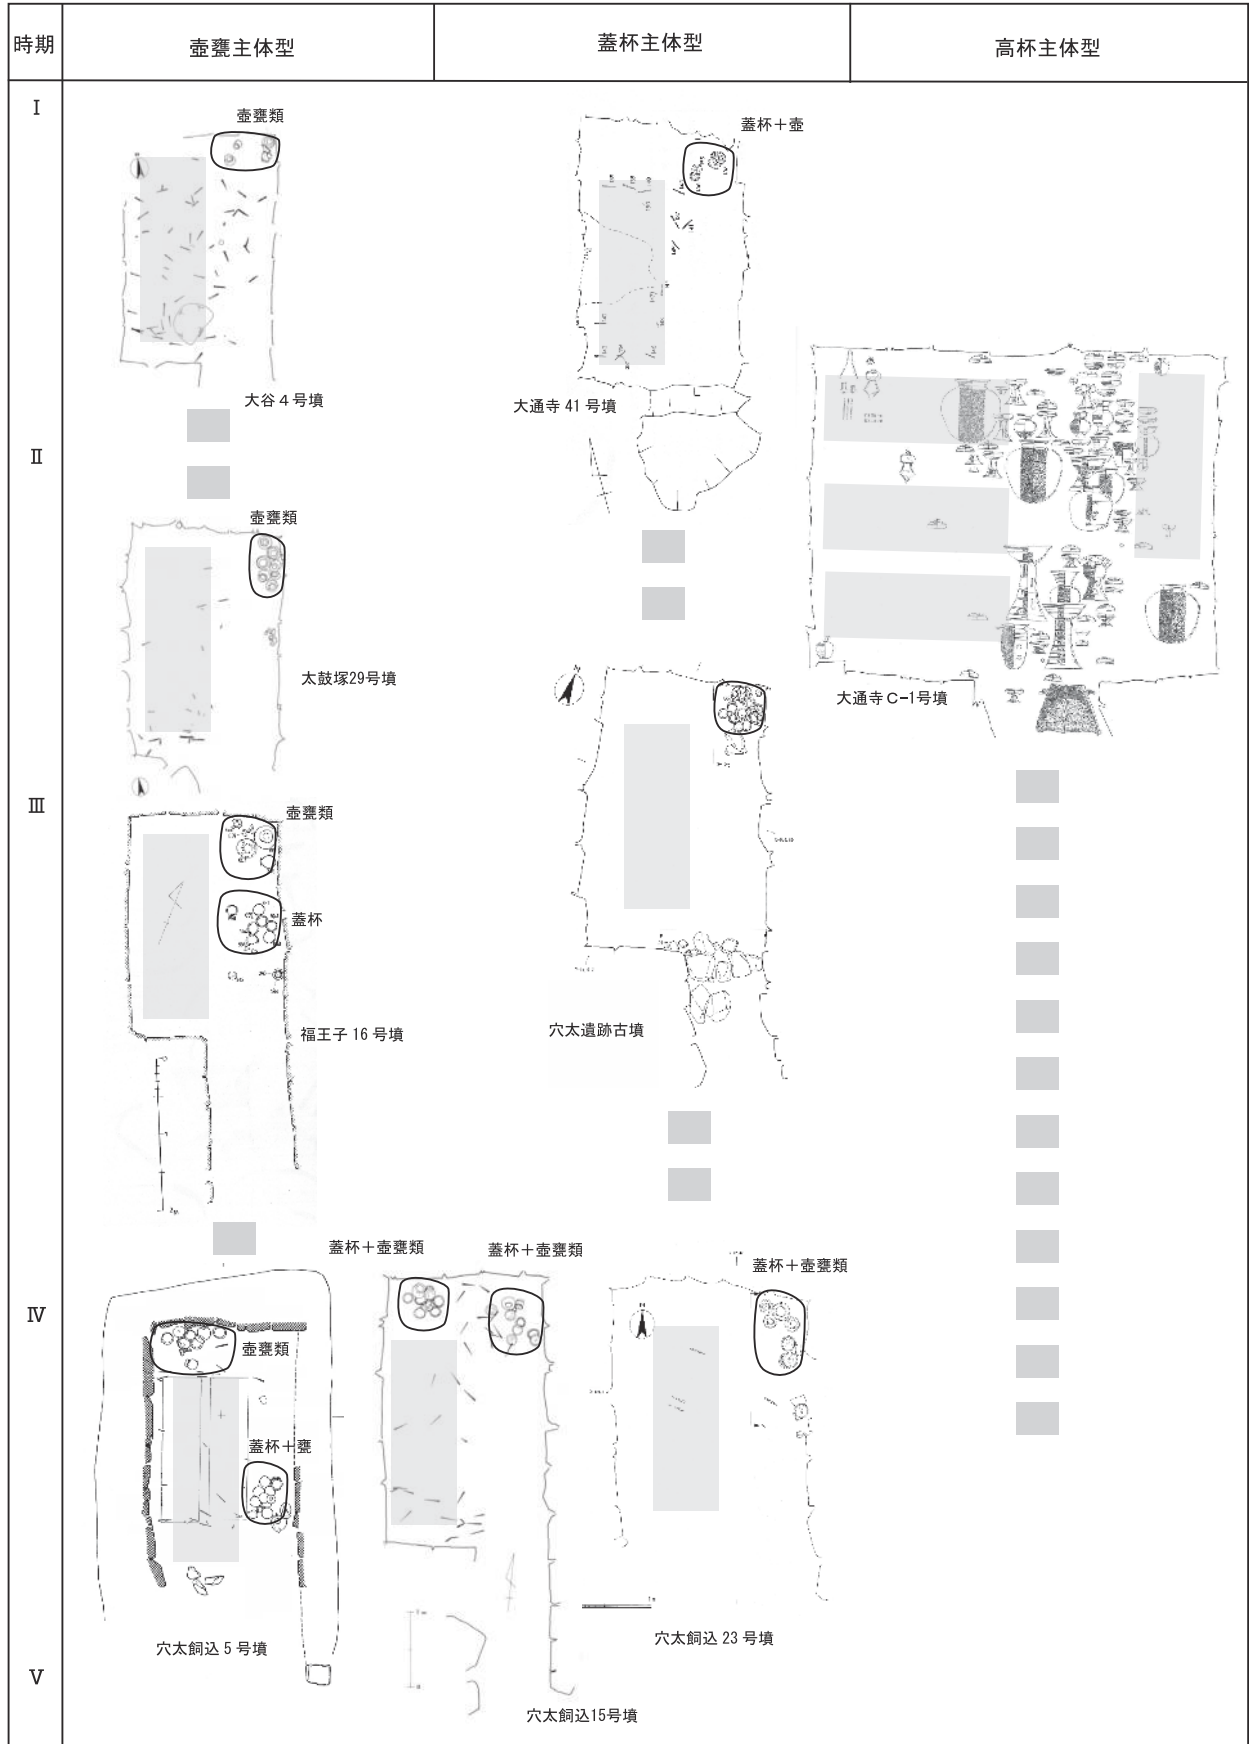 時期
壺甕主体型
蓋杯主体型
高杯主体型
Ⅰ
壺甕類
蓋杯＋壺
大谷４号墳
大通寺 41 号墳
Ⅱ
壺甕類
太鼓塚29号墳
大通寺Ｃ-1号墳
Ⅲ
壺甕類
蓋杯
福王子 16 号墳
穴太遺跡古墳
蓋杯＋壺甕類
蓋杯＋壺甕類
蓋杯＋壺甕類
Ⅳ
壺甕類
蓋杯＋甕
穴太飼込 5 号墳
穴太飼込 23 号墳
Ⅴ
穴太飼込15号墳